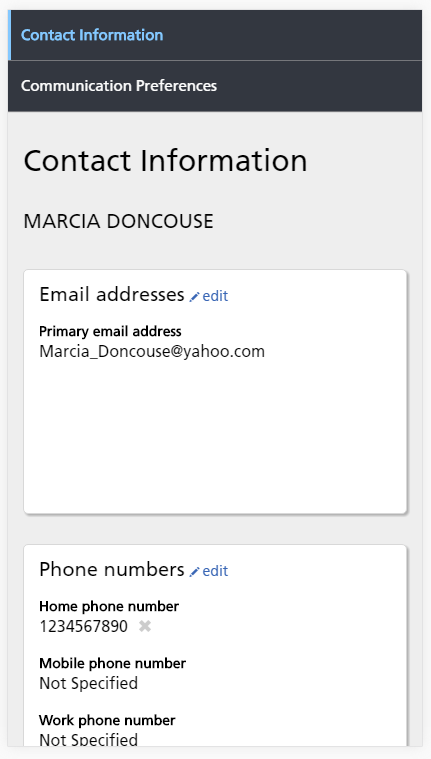 Contact Information
Communication Preferences
Contact Information
MARCIA DONCOUSE
Email addresses edit
Primary email address
Marcia_Doncouse@yahoo.com
Phone numbers edit
Home phone number
1234567890
Mobile phone number
Not Specified
Work phone number
Not Specified